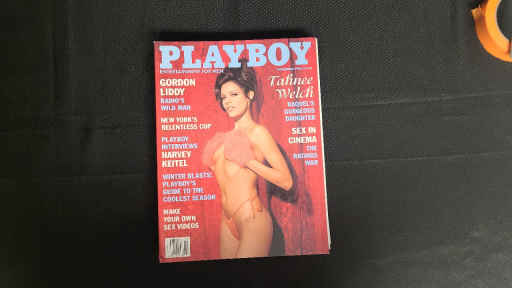 PLAYBOY
ENTERTAINMENT FOR MEN
GORDON
LIDDY
RADIO'S
WILD MAN
NEW YORK'S
RELENTLESS COP
PLAYBOY
INTERVIEWS
HARVEY
KEITEL
WINTER BLASTS:
PLAYBOY'S
GUIDE TO THE
COOLEST SEASON
MAKE
YOUR OWN
SEX VIDEOS
Tahnee
Welch
RAQUEL'S
GORGEOUS
DAUGHTER
SEX IN
CINEMA
THE
RATINGS
WAR